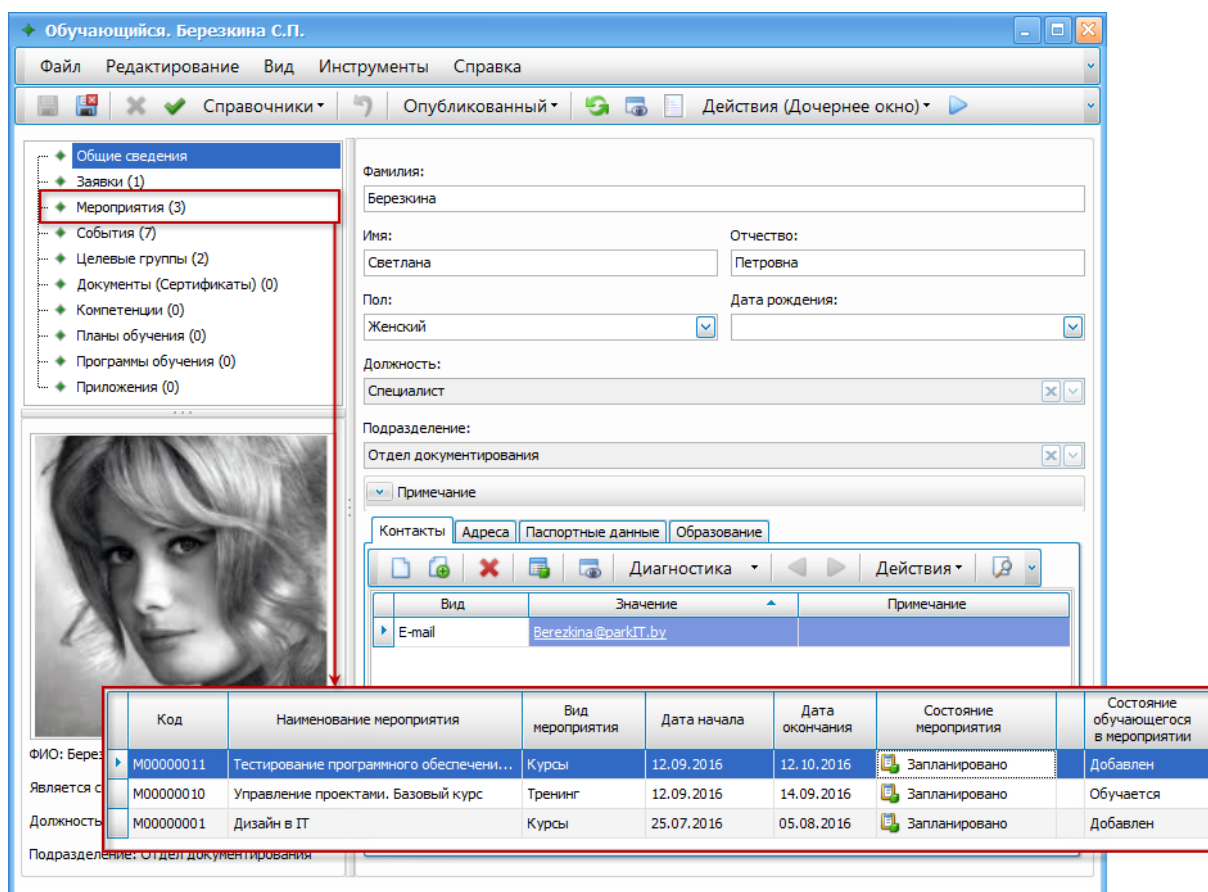 Обучающийся. Березкина С.П.
Файл Редактирование Вид Инструменты Справка
Справочники Опубликованный Действия (Дочернее окно)
Общие сведения
Заявки (1)
Мероприятия (3)
События (7)
Целевые группы (2)
Документы (Сертификаты) (0)
Компетенции (0)
Планы обучения (0)
Программы обучения (0)
Приложения (0)
Фамилия:
Березкина
Имя: Отчество:
Светлана Петровна
Пол: Дата рождения:
Женский
Должность:
Специалист
Подразделение:
Отдел документирования
Примечание
Контакты Адреса Паспортные данные Образование
Диагностика Действия
Вид Значение Примечание
E-mail Berezkina@parkIT.by
Код Наименование мероприятия Вид мероприятия Дата начала Дата окончания Состояние мероприятия Состояние обучающегося в мероприятии
М00000011 Тестирование программного обеспечени... Курсы 12.09.2016 12.10.2016 Запланировано Добавлен
М00000010 Управление проектами. Базовый курс Тренинг 12.09.2016 14.09.2016 Запланировано Обучается
М00000001 Дизайн в IT Курсы 25.07.2016 05.08.2016 Запланировано Добавлен
ФИО: Берез
Является с
Должность
Подразделение: Отдел документирования